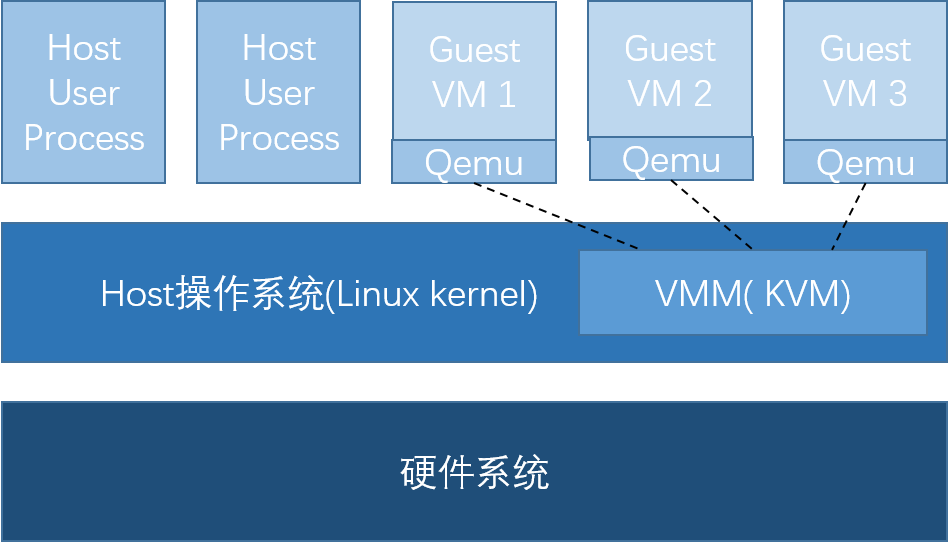 Host
User
Process
Host
User
Process
Guest
VM 1
Qemu
Guest
VM 2
Qemu
Guest
VM 3
Qemu
Host操作系统(Linux kernel)
VMM( KVM)
硬件系统